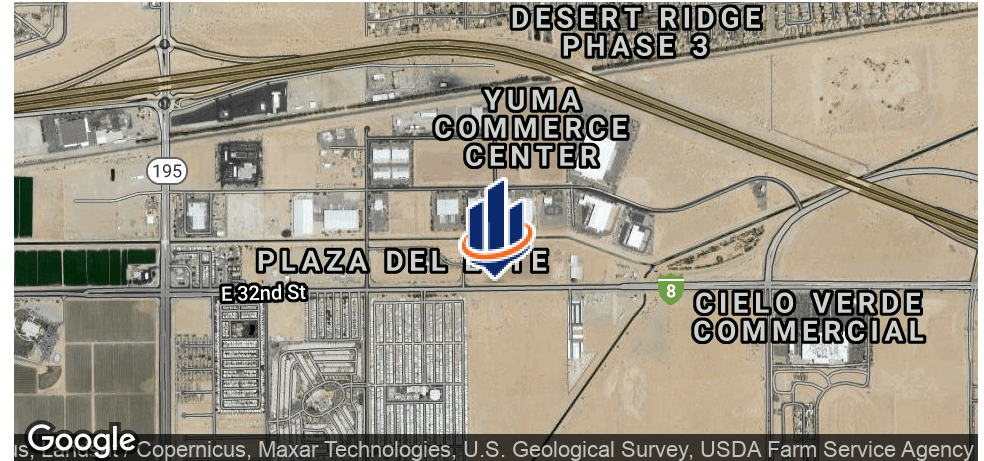 DESERT RIDGE
PHASE 3
YUMA
COMMERCE
CENTER
195
PLAZA DEL
E 32nd St
8
CIELO VERDE
COMMERCIAL
Google
Copernicus, Maxar Technologies, U.S. Geological Survey, USDA Farm Service Agency